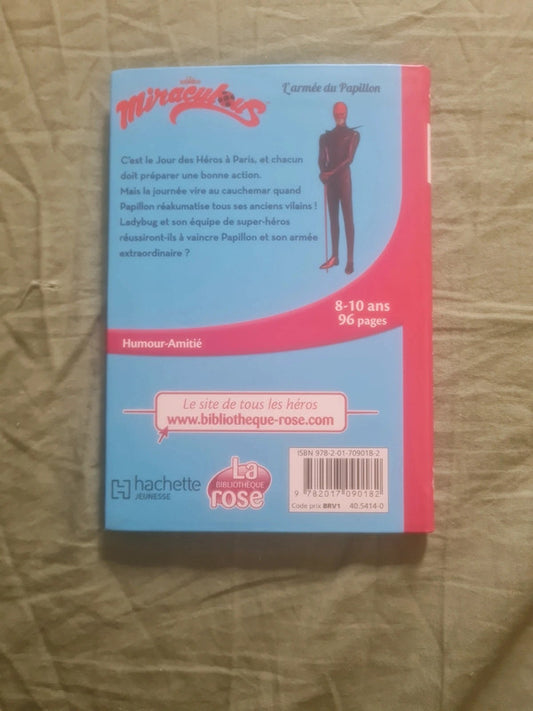 Miraculous
L'armée du Papillon
C'est le Jour des Héros à Paris, et chacun
doit préparer une bonne action.
Mais la journée vire au cauchemar quand
Papillon réakumatise tous ses anciens vilains !
Ladybug et son équipe de super-héros
réussiront-ils à vaincre Papillon et son armée
extraordinaire ?
8-10 ans
96 pages
Humour-Amitié
Le site de tous les héros
www.bibliotheque-rose.com
ISBN 978-2-01-709018-2
9 782017 090182
Code prix BRV1 40.5414-0
hachette
JEUNESSE
La
BIBLIOTHÈQUE
rose